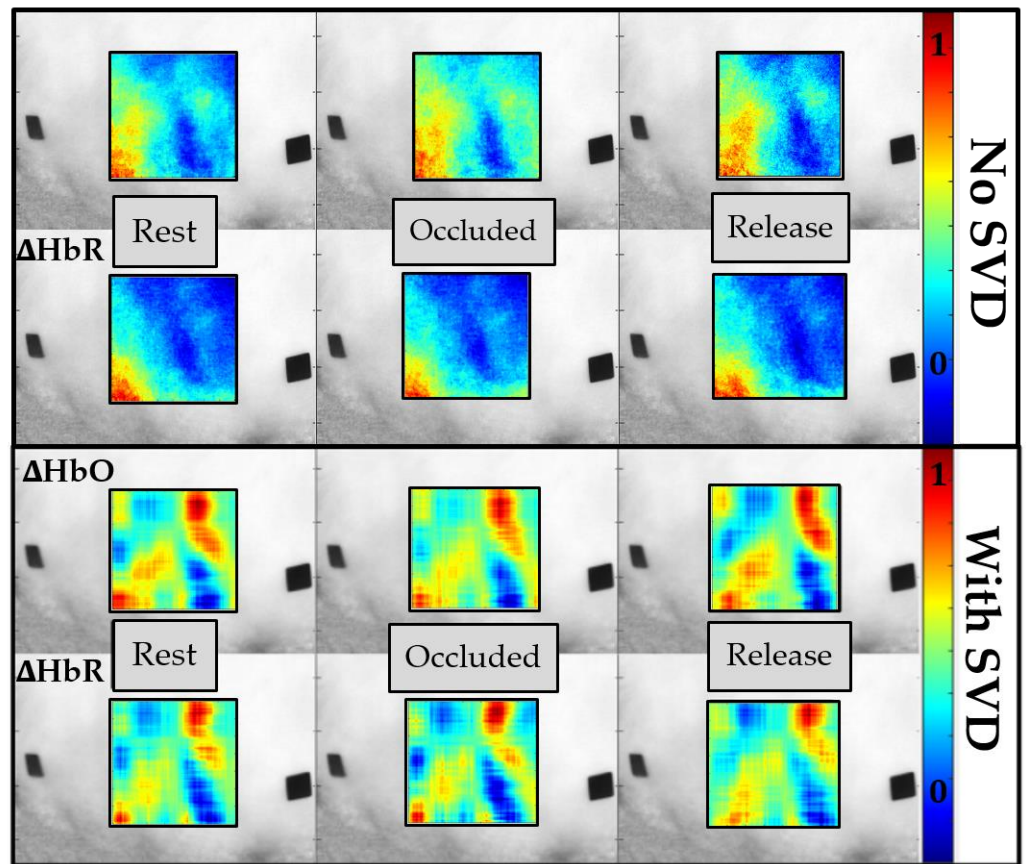 Rest
Occluded
Release
ΔHbR
1
0
No SVD
ΔHbO
Rest
Occluded
Release
ΔHbR
1
0
With SVD